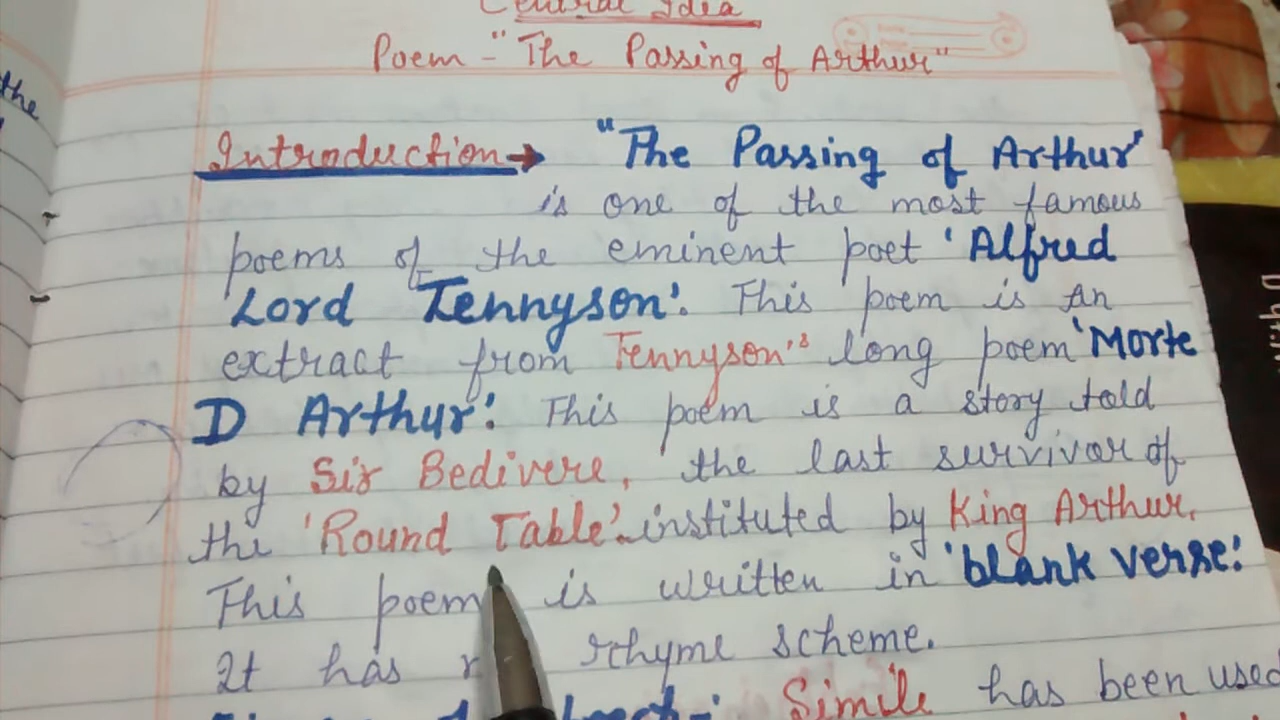 the
Central Idea
Poem - "The Passing of Arthur"
Introduction → "The Passing of Arthur"
is one of the most famous
poems of the eminent poet 'Alfred
Lord Tennyson'. This poem is an
extract from Tennyson's long poem 'Morte
D Arthur'. This poem is a story told
by Sir Bedivere, the last survivor of
the 'Round Table' instituted by King Arthur.
This poem is written in 'blank verse'.
It has rhyme scheme.
Simile has been used